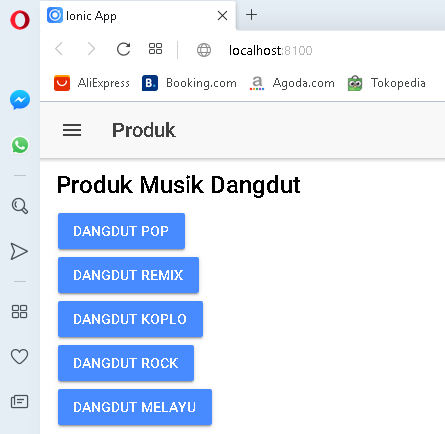 Ionic App
localhost:8100
AliExpress B. Booking.com a Agoda.com Tokopedia
Produk
Produk Musik Dangdut
DANGDUT POP
DANGDUT REMIX
DANGDUT KOPLO
DANGDUT ROCK
DANGDUT MELAYU